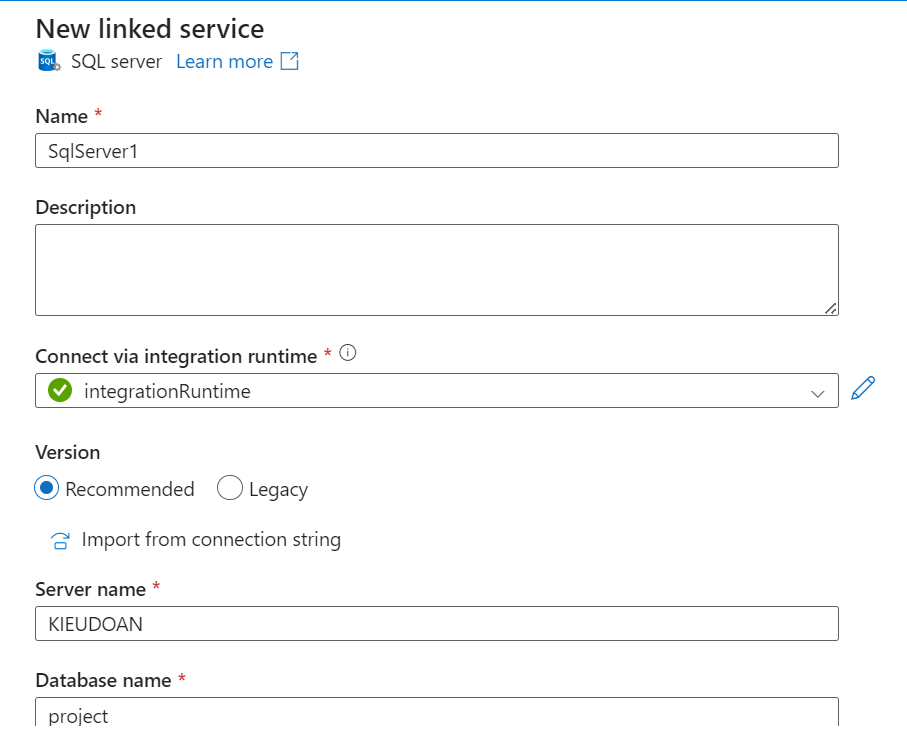 New linked service
SQL SQL server Learn more
Name *
SqlServer1
Description
Connect via integration runtime *
integrationRuntime
Version
Recommended Legacy
Import from connection string
Server name *
KIEUDOAN
Database name *
project